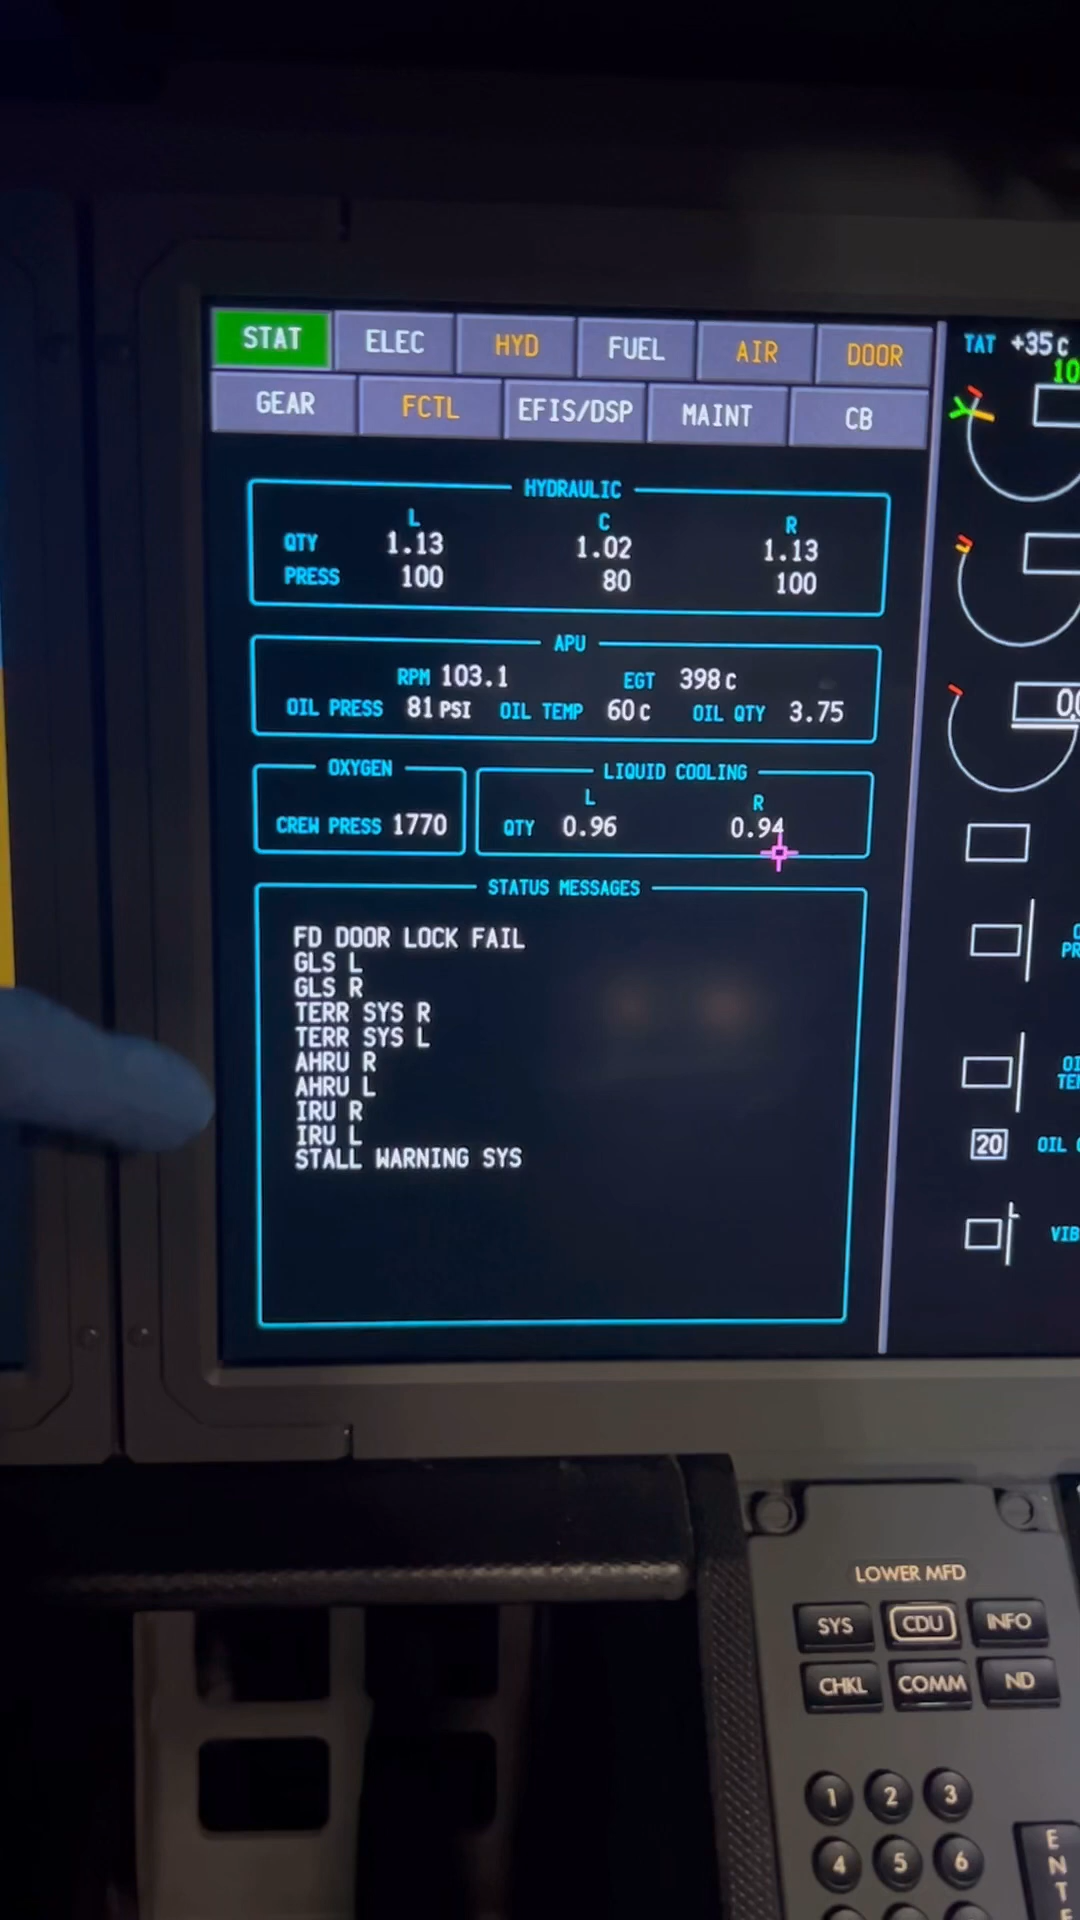 STAT ELEC HYD FUEL AIR DOOR
GEAR FCTL EFIS/DSP MAINT CB
HYDRAULIC
L C R
QTY 1.13 1.02 1.13
PRESS 100 80 100
APU
RPM 103.1 EGT 398 C
OIL PRESS 81 PSI OIL TEMP 60 C OIL QTY 3.75
OXYGEN
CREW PRESS 1770
LIQUID COOLING
L R
QTY 0.96 0.94
STATUS MESSAGES
FD DOOR LOCK FAIL
GLS L
GLS R
TERR SYS R
TERR SYS L
AHRU R
AHRU L
IRU R
IRU L
STALL WARNING SYS
TAT +35 c
10
20 OIL
VIB
LOWER MFD
SYS CDU INFO
CHKL COMM ND
1 2 3
4 5 6